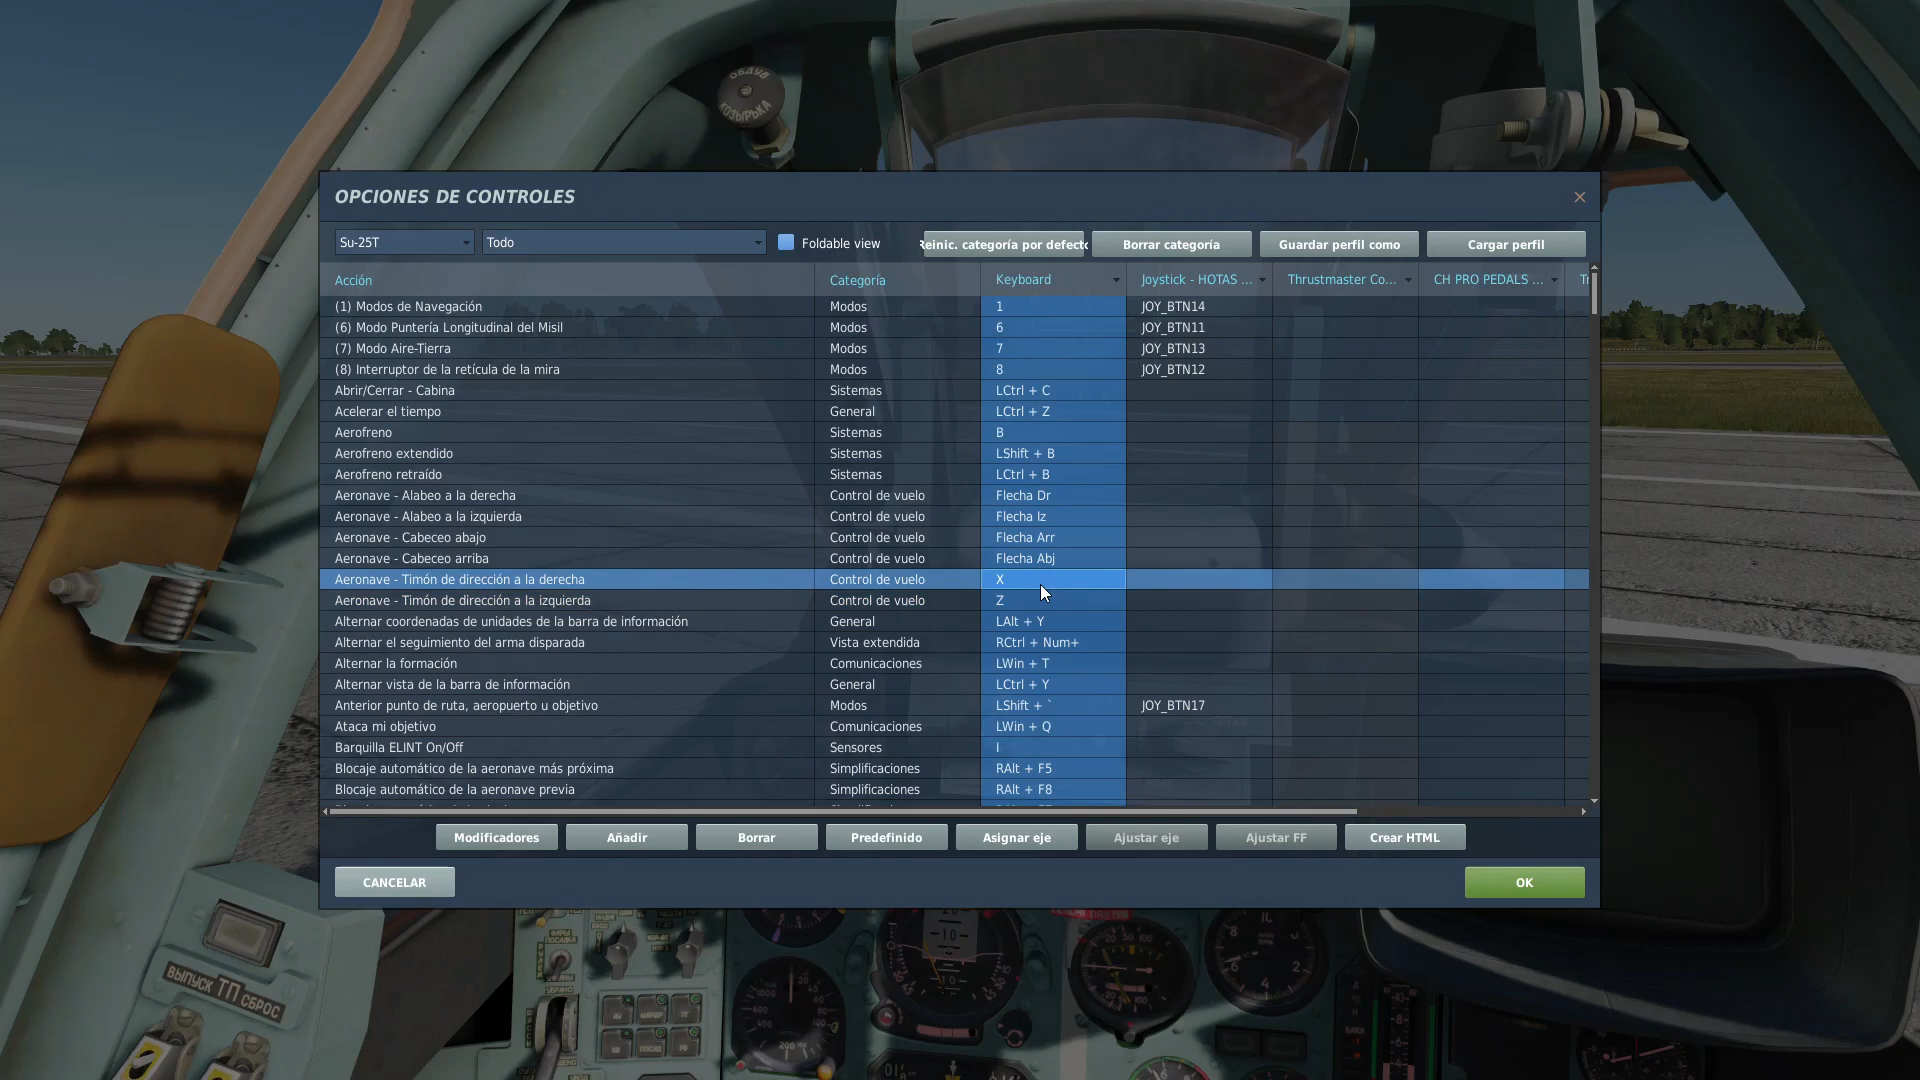 ОБДУВ
КОЗЫРЬКА
OPCIONES DE CONTROLES
Su-25T Todo Foldable view Reinic. categoría por defecto Borrar categoría Guardar perfil como Cargar perfil
Acción Categoría Keyboard Joystick - HOTAS ... Thrustmaster Co... CH PRO PEDALS ...
(1) Modos de Navegación Modos 1 JOY_BTN14
(6) Modo Puntería Longitudinal del Misil Modos 6 JOY_BTN11
(7) Modo Aire-Tierra Modos 7 JOY_BTN13
(8) Interruptor de la retícula de la mira Modos 8 JOY_BTN12
Abrir/Cerrar - Cabina Sistemas LCtrl + C
Acelerar el tiempo General LCtrl + Z
Aerofreno Sistemas B
Aerofreno extendido Sistemas LShift + B
Aerofreno retraído Sistemas LCtrl + B
Aeronave - Alabeo a la derecha Control de vuelo Flecha Dr
Aeronave - Alabeo a la izquierda Control de vuelo Flecha Iz
Aeronave - Cabeceo abajo Control de vuelo Flecha Arr
Aeronave - Cabeceo arriba Control de vuelo Flecha Abj
Aeronave - Timón de dirección a la derecha Control de vuelo X
Aeronave - Timón de dirección a la izquierda Control de vuelo Z
Alternar coordenadas de unidades de la barra de información General LAlt + Y
Alternar el seguimiento del arma disparada Vista extendida RCtrl + Num+
Alternar la formación Comunicaciones LWin + T
Alternar vista de la barra de información General LCtrl + Y
Anterior punto de ruta, aeropuerto u objetivo Modos LShift + ` JOY_BTN17
Ataca mi objetivo Comunicaciones LWin + Q
Barquilla ELINT On/Off Sensores I
Blocaje automático de la aeronave más próxima Simplificaciones RAlt + F5
Blocaje automático de la aeronave previa Simplificaciones RAlt + F8
Modificadores Añadir Borrar Predefinido Asignar eje Ajustar eje Ajustar FF Crear HTML
CANCELAR OK
ВЫПУСК ТП СБРОС